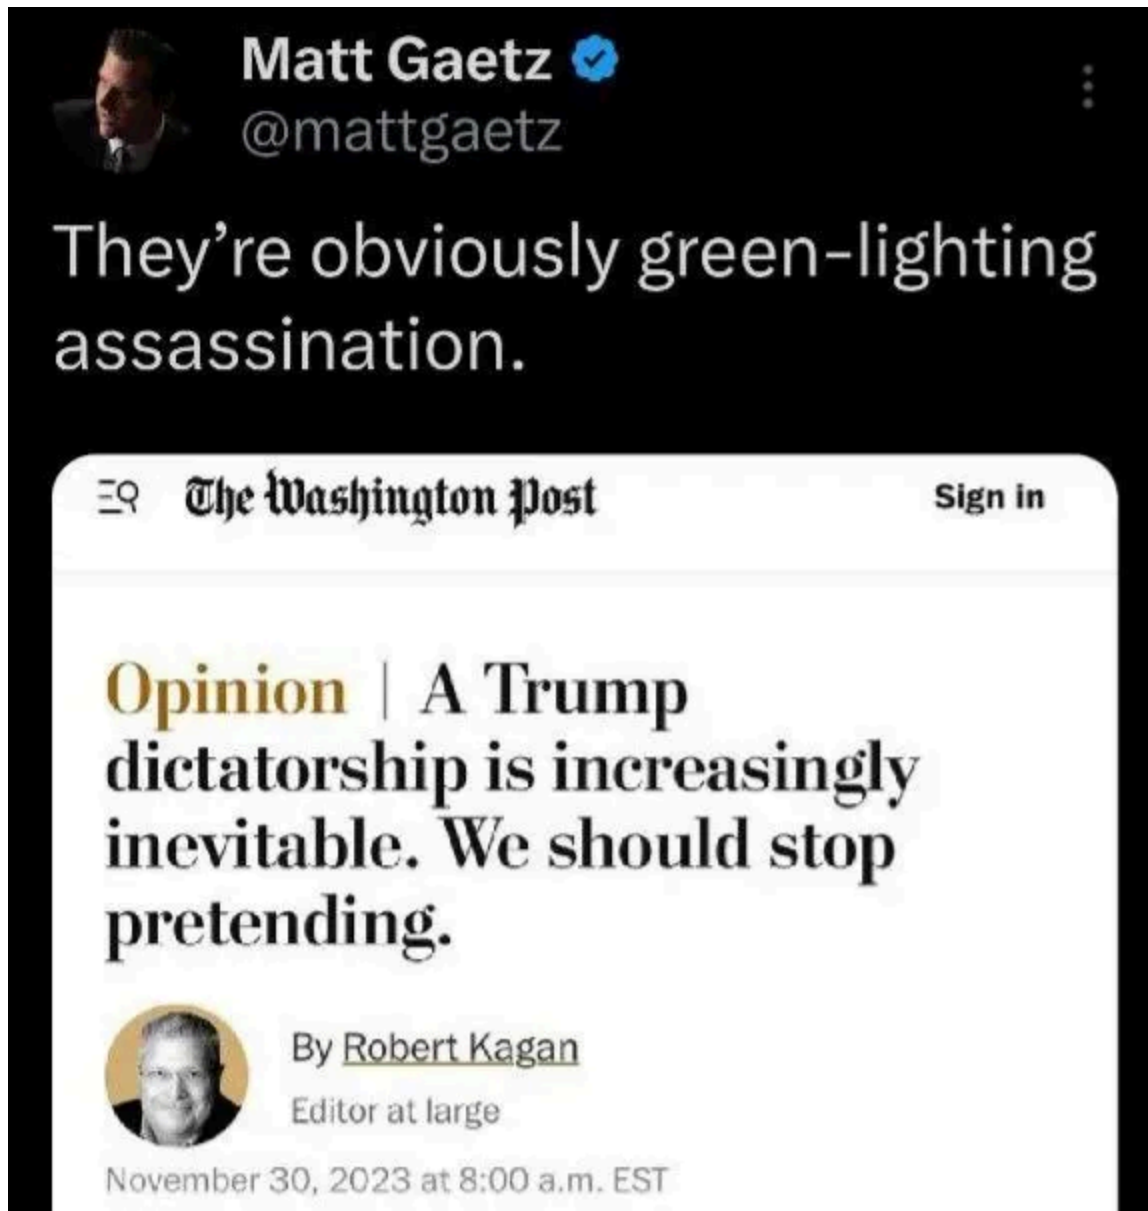 Matt Gaetz
@mattgaetz
They’re obviously green-lighting
assassination.
The Washington Post
Sign in
Opinion | A Trump
dictatorship is increasingly
inevitable. We should stop
pretending.
By Robert Kagan
Editor at large
November 30, 2023 at 8:00 a.m. EST